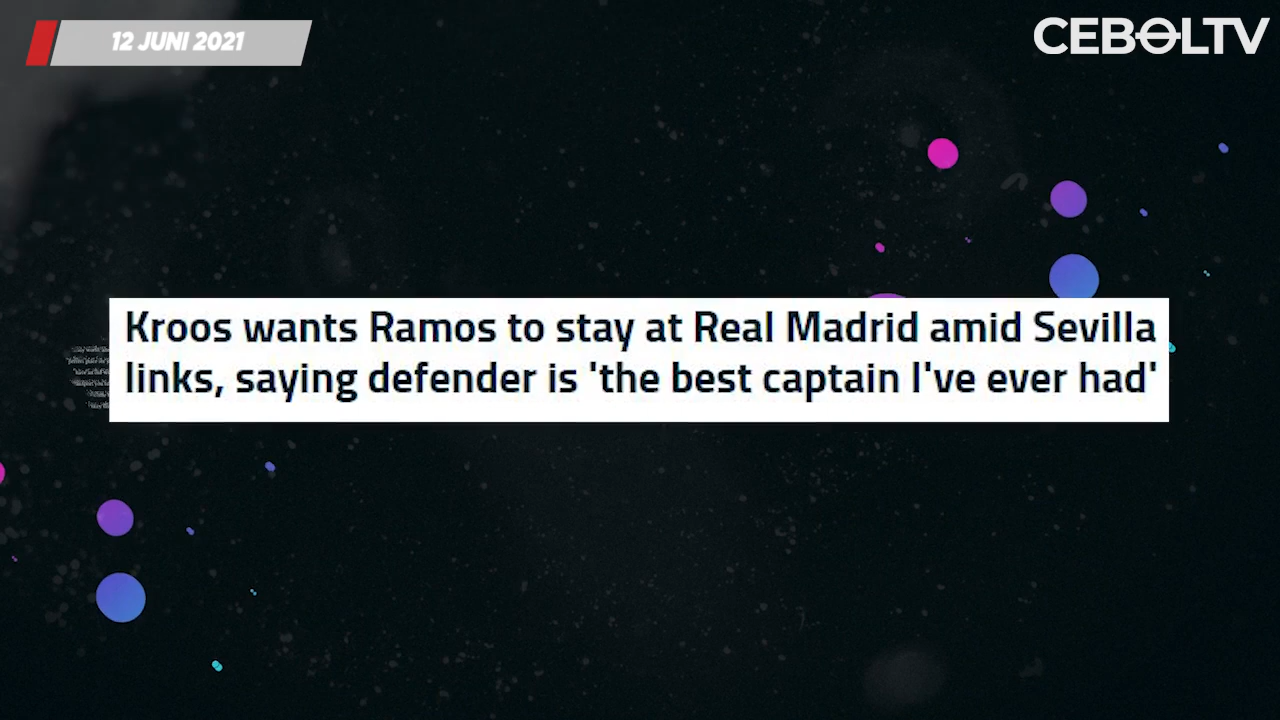 12 JUNI 2021
CEBOLTV
Kroos wants Ramos to stay at Real Madrid amid Sevilla
links, saying defender is 'the best captain I've ever had'